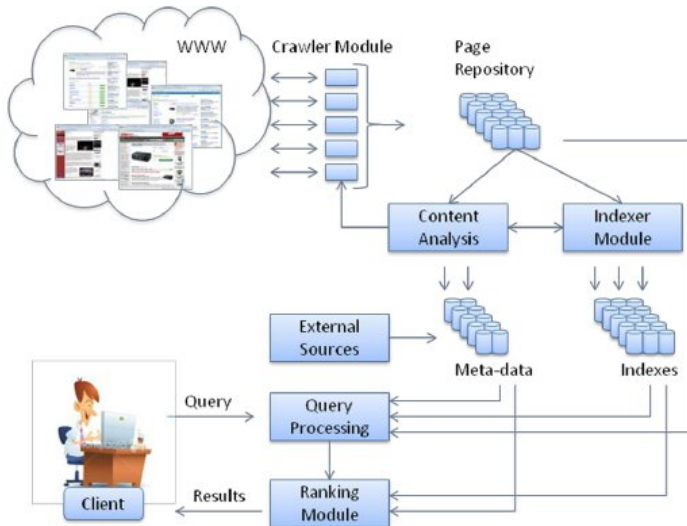 WWW
Crawler Module
Page
Repository
Content
Analysis
Indexer
Module
External
Sources
Meta-data
Indexes
Query
Query
Processing
Results
Ranking
Module
Client